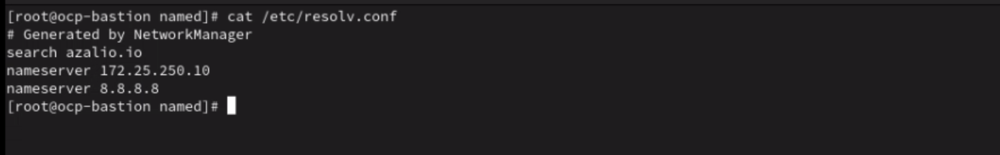 [root@ocp-bastion named]# cat /etc/resolv.conf
# Generated by NetworkManager
search azalio.io
nameserver 172.25.250.10
nameserver 8.8.8.8
[root@ocp-bastion named]#